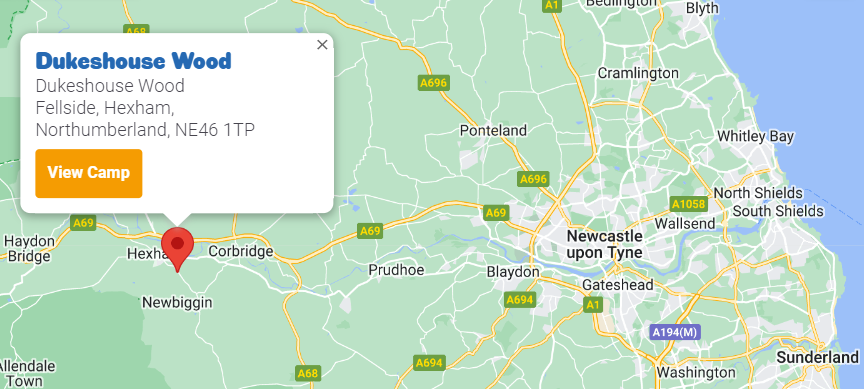 A1
Bedlington
Blyth
A68
×
Dukeshouse Wood
Dukeshouse Wood
Fellside, Hexham,
Northumberland, NE46 1TP
View Camp
Cramlington
A696
Ponteland
Whitley Bay
A696
North Shields
A1058
South Shields
A69
A69
A69
Wallsend
Haydon
Bridge
Hexha
Corbridge
Newcastle
upon Tyne
Prudhoe
Blaydon
Gateshead
Newbiggin
A694
A1
A194(M)
Allendale
Town
A68
A694
Washington
Sunderland